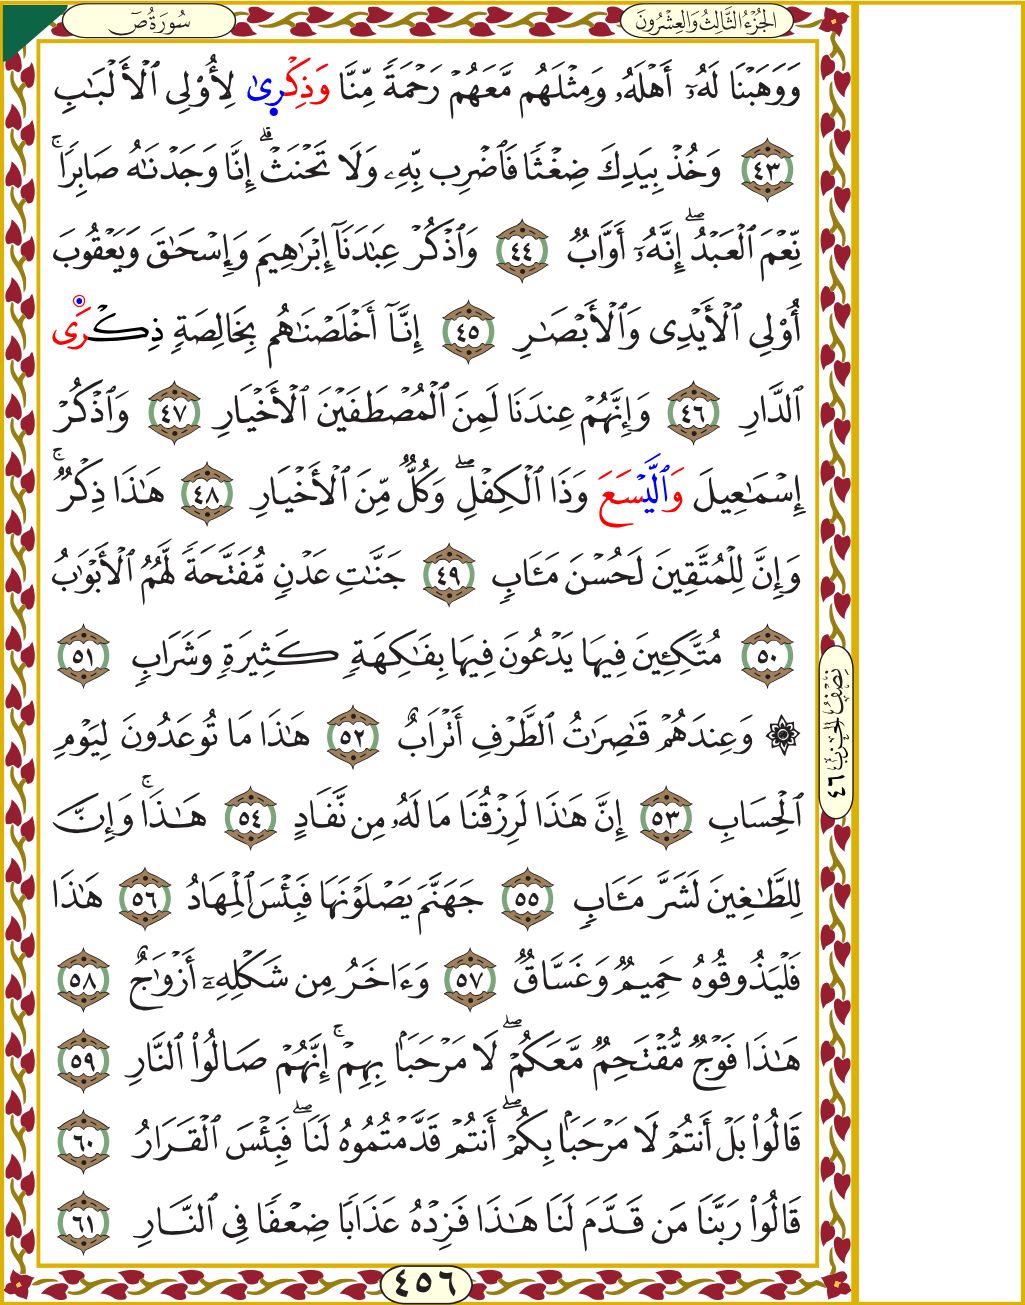 سُورَةُ صٓ
الجُزْءُ الثَّالِثُ وَالعِشْرُونَ
وَوَهَبْنَا لَهُۥٓ أَهْلَهُۥ وَمِثْلَهُم مَّعَهُمْ رَحْمَةً مِّنَّا وَذِكْرِىٰ لِأُو۟لِى ٱلْأَلْبَـٰبِ
٤٣ وَخُذْ بِيَدِكَ ضِغْثًا فَٱضْرِب بِّهِۦ وَلَا تَحْنَثْ ۗ إِنَّا وَجَدْنَـٰهُ صَابِرًا ۚ
نِّعْمَ ٱلْعَبْدُ ۖ إِنَّهُۥٓ أَوَّابٌ ٤٤ وَٱذْكُرْ عِبَـٰدَنَآ إِبْرَٰهِيمَ وَإِسْحَـٰقَ وَيَعْقُوبَ
أُو۟لِى ٱلْأَيْدِى وَٱلْأَبْصَـٰرِ ٤٥ إِنَّآ أَخْلَصْنَـٰهُم بِخَالِصَةٍ ذِكْرَى
ٱلدَّارِ ٤٦ وَإِنَّهُمْ عِندَنَا لَمِنَ ٱلْمُصْطَفَيْنَ ٱلْأَخْيَارِ ٤٧ وَٱذْكُرْ
إِسْمَـٰعِيلَ وَٱلَّيْسَعَ وَذَا ٱلْكِفْلِ ۖ وَكُلٌّ مِّنَ ٱلْأَخْيَارِ ٤٨ هَـٰذَا ذِكْرٌ ۚ
وَإِنَّ لِلْمُتَّقِينَ لَحُسْنَ مَـَٔابٍ ٤٩ جَنَّـٰتِ عَدْنٍ مُّفَتَّحَةً لَّهُمُ ٱلْأَبْوَٰبُ
٥٠ مُتَّكِـِٔينَ فِيهَا يَدْعُونَ فِيهَا بِفَـٰكِهَةٍ كَثِيرَةٍ وَشَرَابٍ ٥١
۞ وَعِندَهُمْ قَـٰصِرَٰتُ ٱلطَّرْفِ أَتْرَابٌ ٥٢ هَـٰذَا مَا تُوعَدُونَ لِيَوْمِ
ٱلْحِسَابِ ٥٣ إِنَّ هَـٰذَا لَرِزْقُنَا مَا لَهُۥ مِن نَّفَادٍ ٥٤ هَـٰذَا ۚ وَإِنَّ
لِلطَّـٰغِينَ لَشَرَّ مَـَٔابٍ ٥٥ جَهَنَّمَ يَصْلَوْنَهَا فَبِئْسَ ٱلْمِهَادُ ٥٦ هَـٰذَا
فَلْيَذُوقُوهُ حَمِيمٌ وَغَسَّاقٌ ٥٧ وَءَاخَرُ مِن شَكْلِهِۦٓ أَزْوَٰجٌ ٥٨
هَـٰذَا فَوْجٌ مُّقْتَحِمٌ مَّعَكُمْ ۖ لَا مَرْحَبًۢا بِهِمْ ۚ إِنَّهُمْ صَالُوا۟ ٱلنَّارِ ٥٩
قَالُوا۟ بَلْ أَنتُمْ لَا مَرْحَبًۢا بِكُمْ ۖ أَنتُمْ قَدَّمْتُمُوهُ لَنَا ۖ فَبِئْسَ ٱلْقَرَارُ ٦٠
قَالُوا۟ رَبَّنَا مَن قَدَّمَ لَنَا هَـٰذَا فَزِدْهُ عَذَابًا ضِعْفًا فِى ٱلنَّارِ ٦١
نِصْفُ الحِزْب ٤٦
٤٥٦